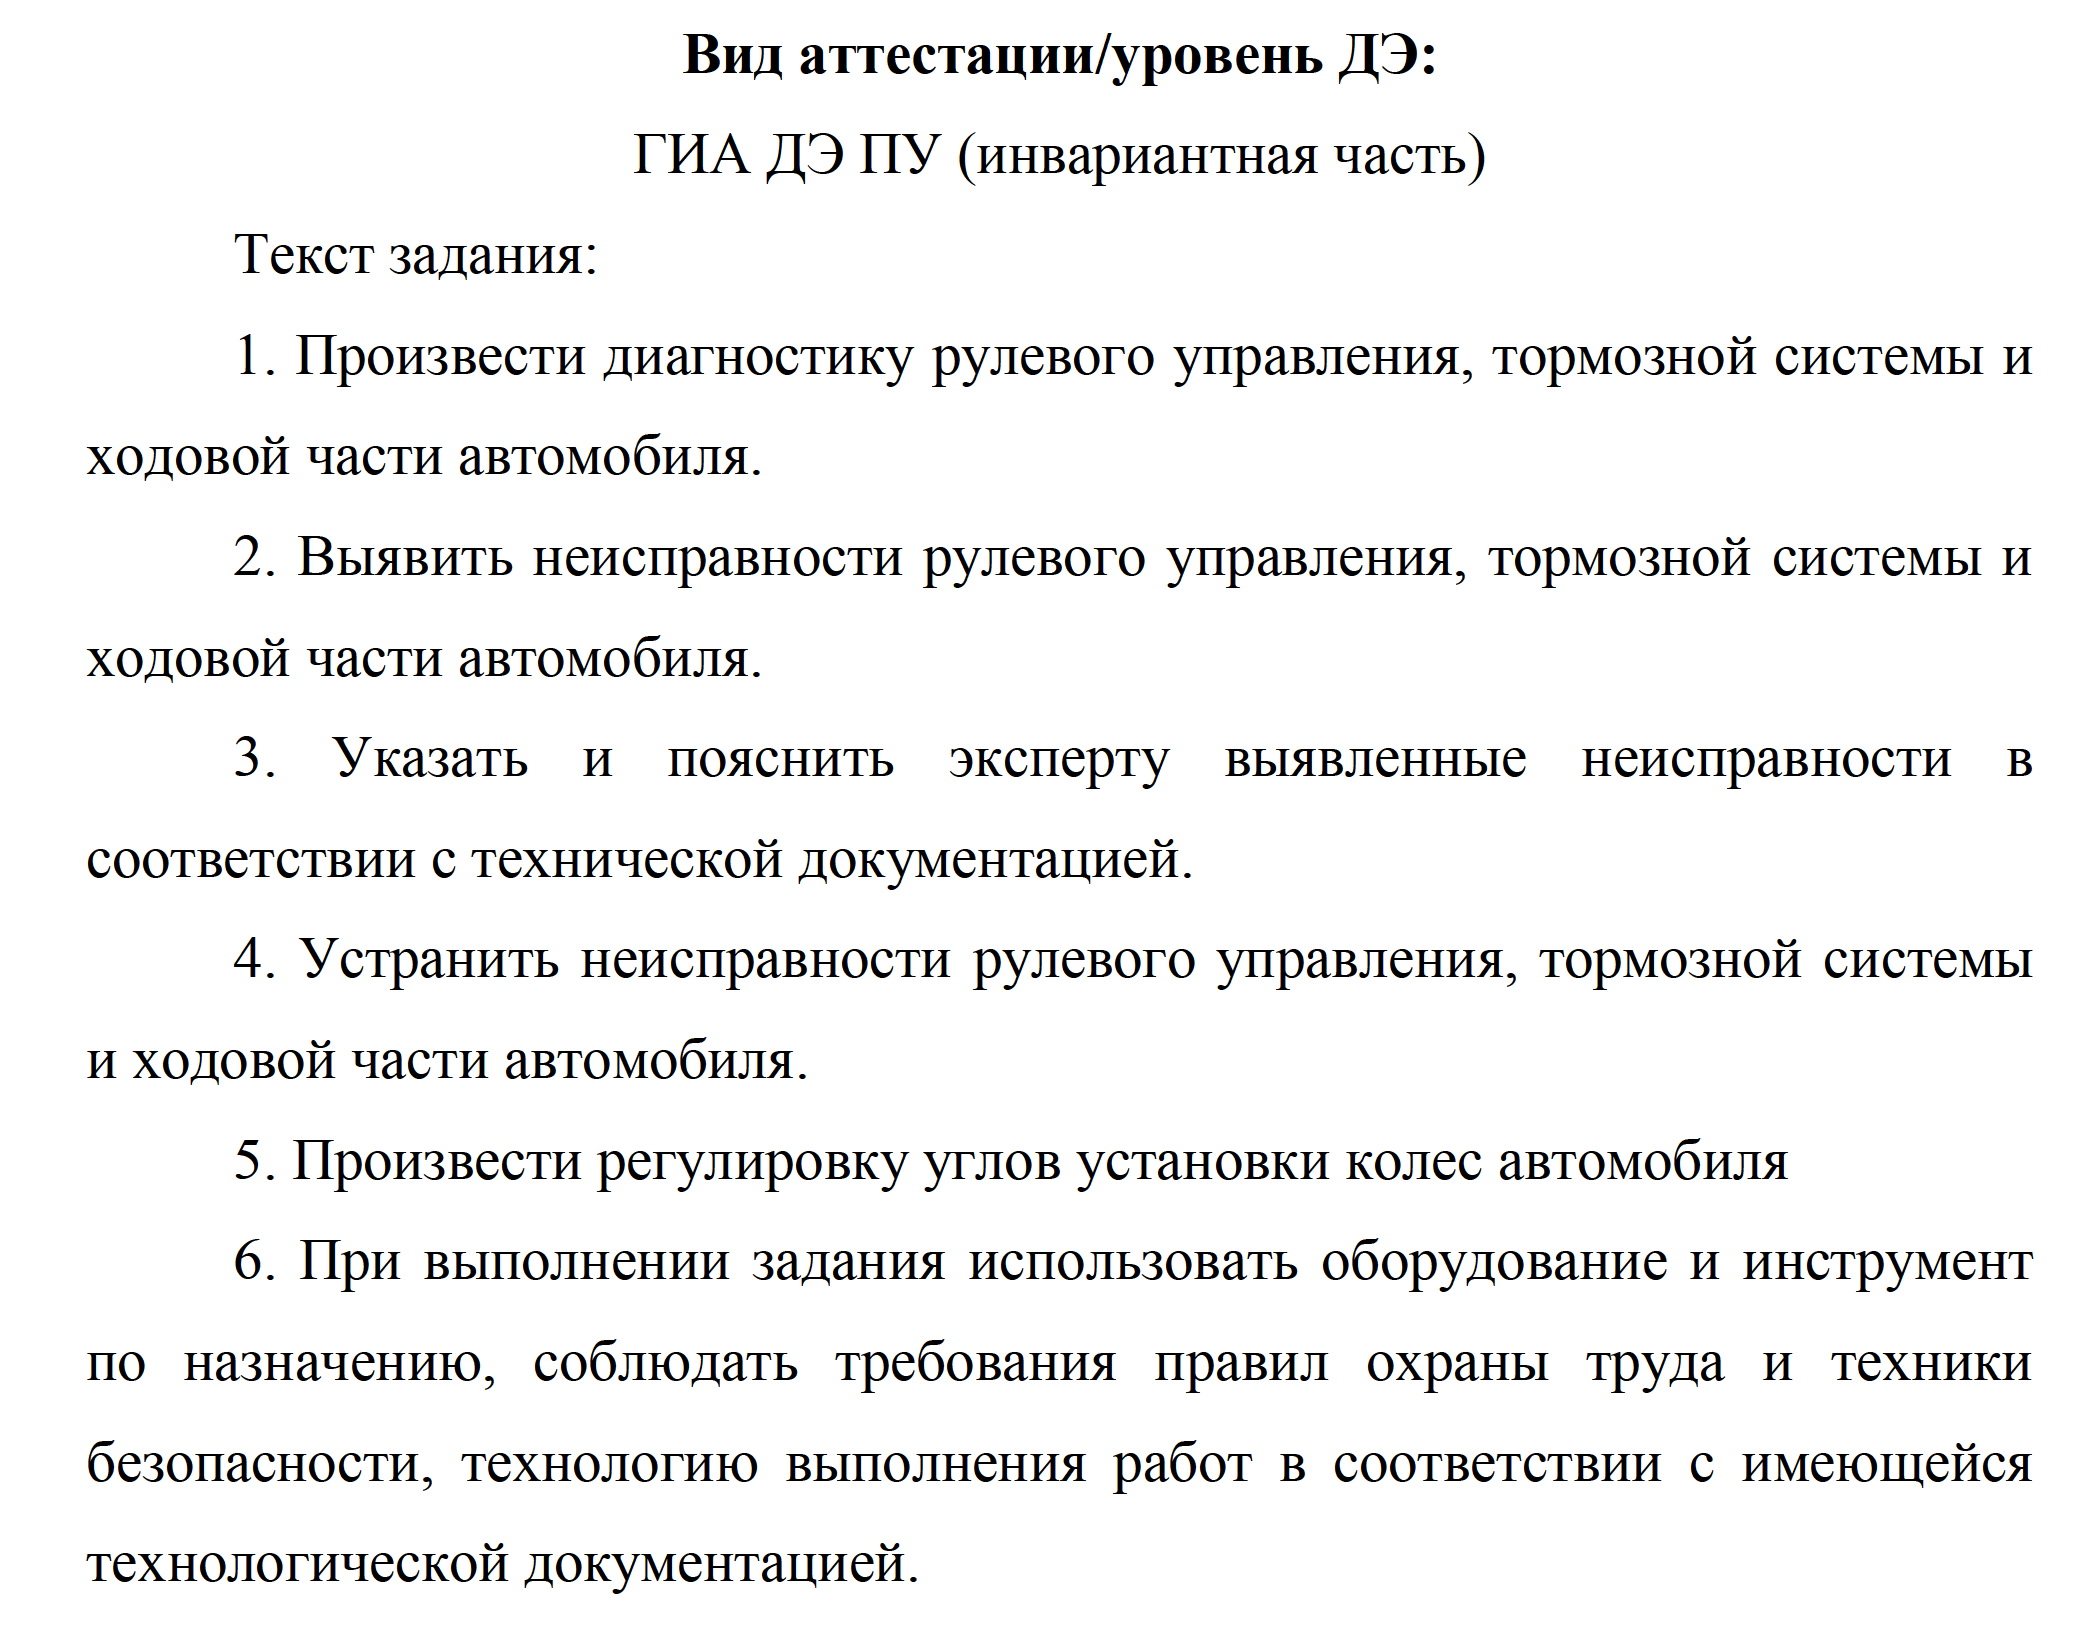 Вид аттестации/уровень ДЭ:
ГИА ДЭ ПУ (инвариантная часть)
Текст задания:
1. Произвести диагностику рулевого управления, тормозной системы и
ходовой части автомобиля.
2. Выявить неисправности рулевого управления, тормозной системы и
ходовой части автомобиля.
3. Указать и пояснить эксперту выявленные неисправности в
соответствии с технической документацией.
4. Устранить неисправности рулевого управления, тормозной системы
и ходовой части автомобиля.
5. Произвести регулировку углов установки колес автомобиля
6. При выполнении задания использовать оборудование и инструмент
по назначению, соблюдать требования правил охраны труда и техники
безопасности, технологию выполнения работ в соответствии с имеющейся
технологической документацией.